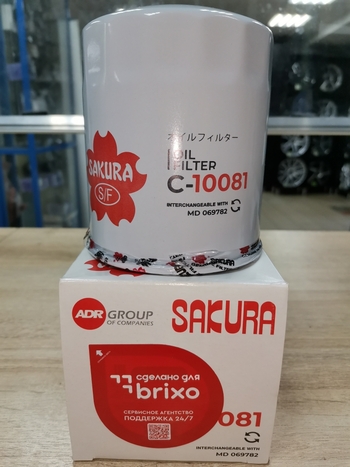 オイルフィルター
OIL
FILTER
C-10081
INTERCHANGEABLE WITH
MD 069782
SAKURA
S/F
ADR GROUP
OF COMPANIES
SAKURA
сделано для
brixo
СЕРВИСНОЕ АГЕНТСТВО
ПОДДЕРЖКА 24/7
081
INTERCHANGEABLE WITH
MD 069782